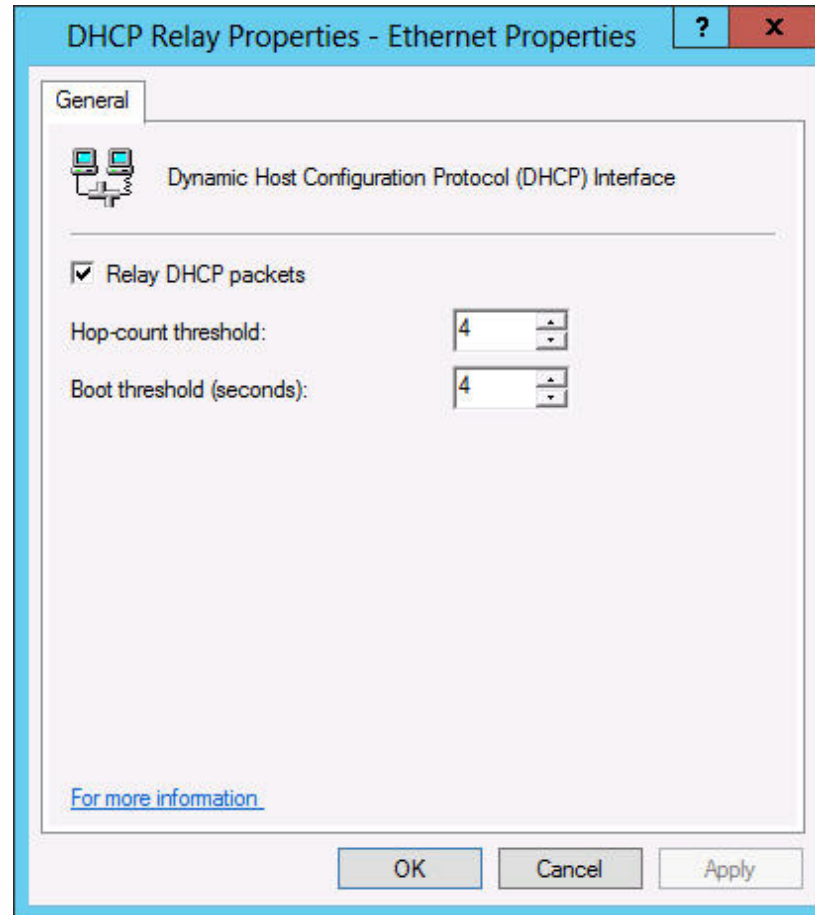 DHCP Relay Properties - Ethernet Properties ? x
General
Dynamic Host Configuration Protocol (DHCP) Interface
Relay DHCP packets
Hop-count threshold: 4
Boot threshold (seconds): 4
For more information
OK Cancel Apply